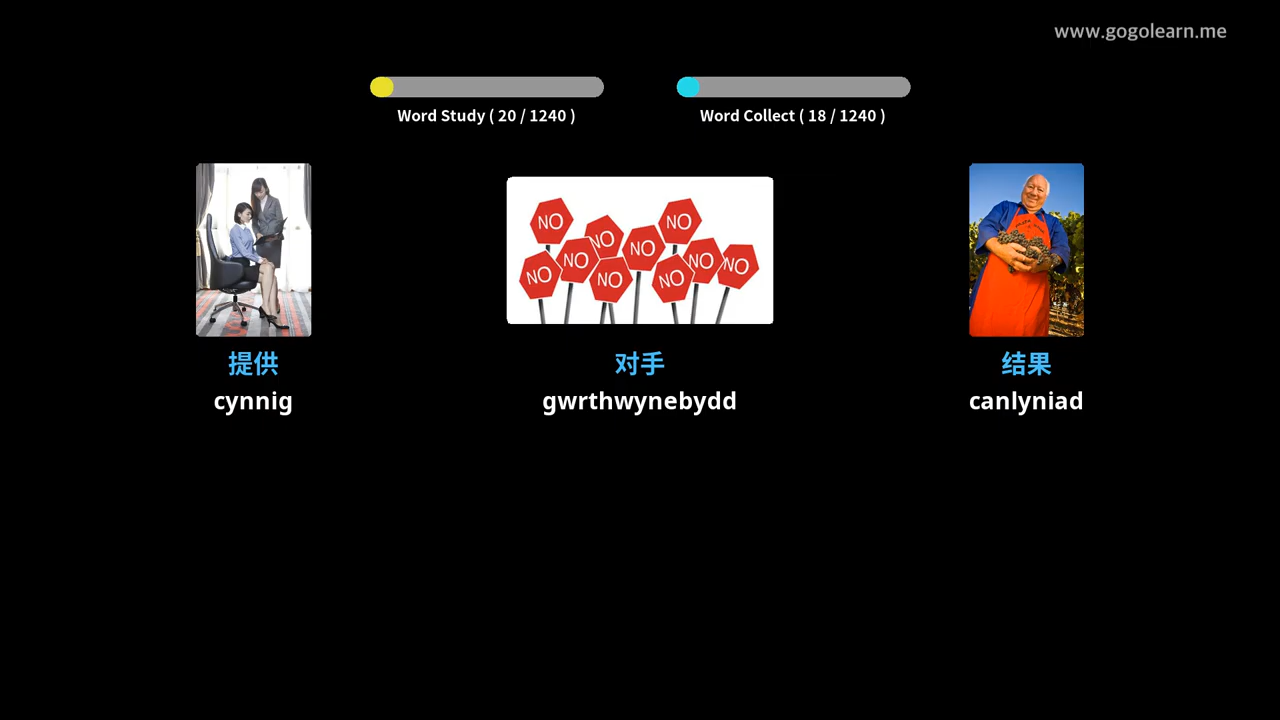 www.gogolearn.me
Word Study ( 20 / 1240 )
Word Collect ( 18 / 1240 )
NO
NO
NO
NO
NO
NO
NO
NO
NO
NO
提供
对手
结果
cynnig
gwrthwynebydd
canlyniad